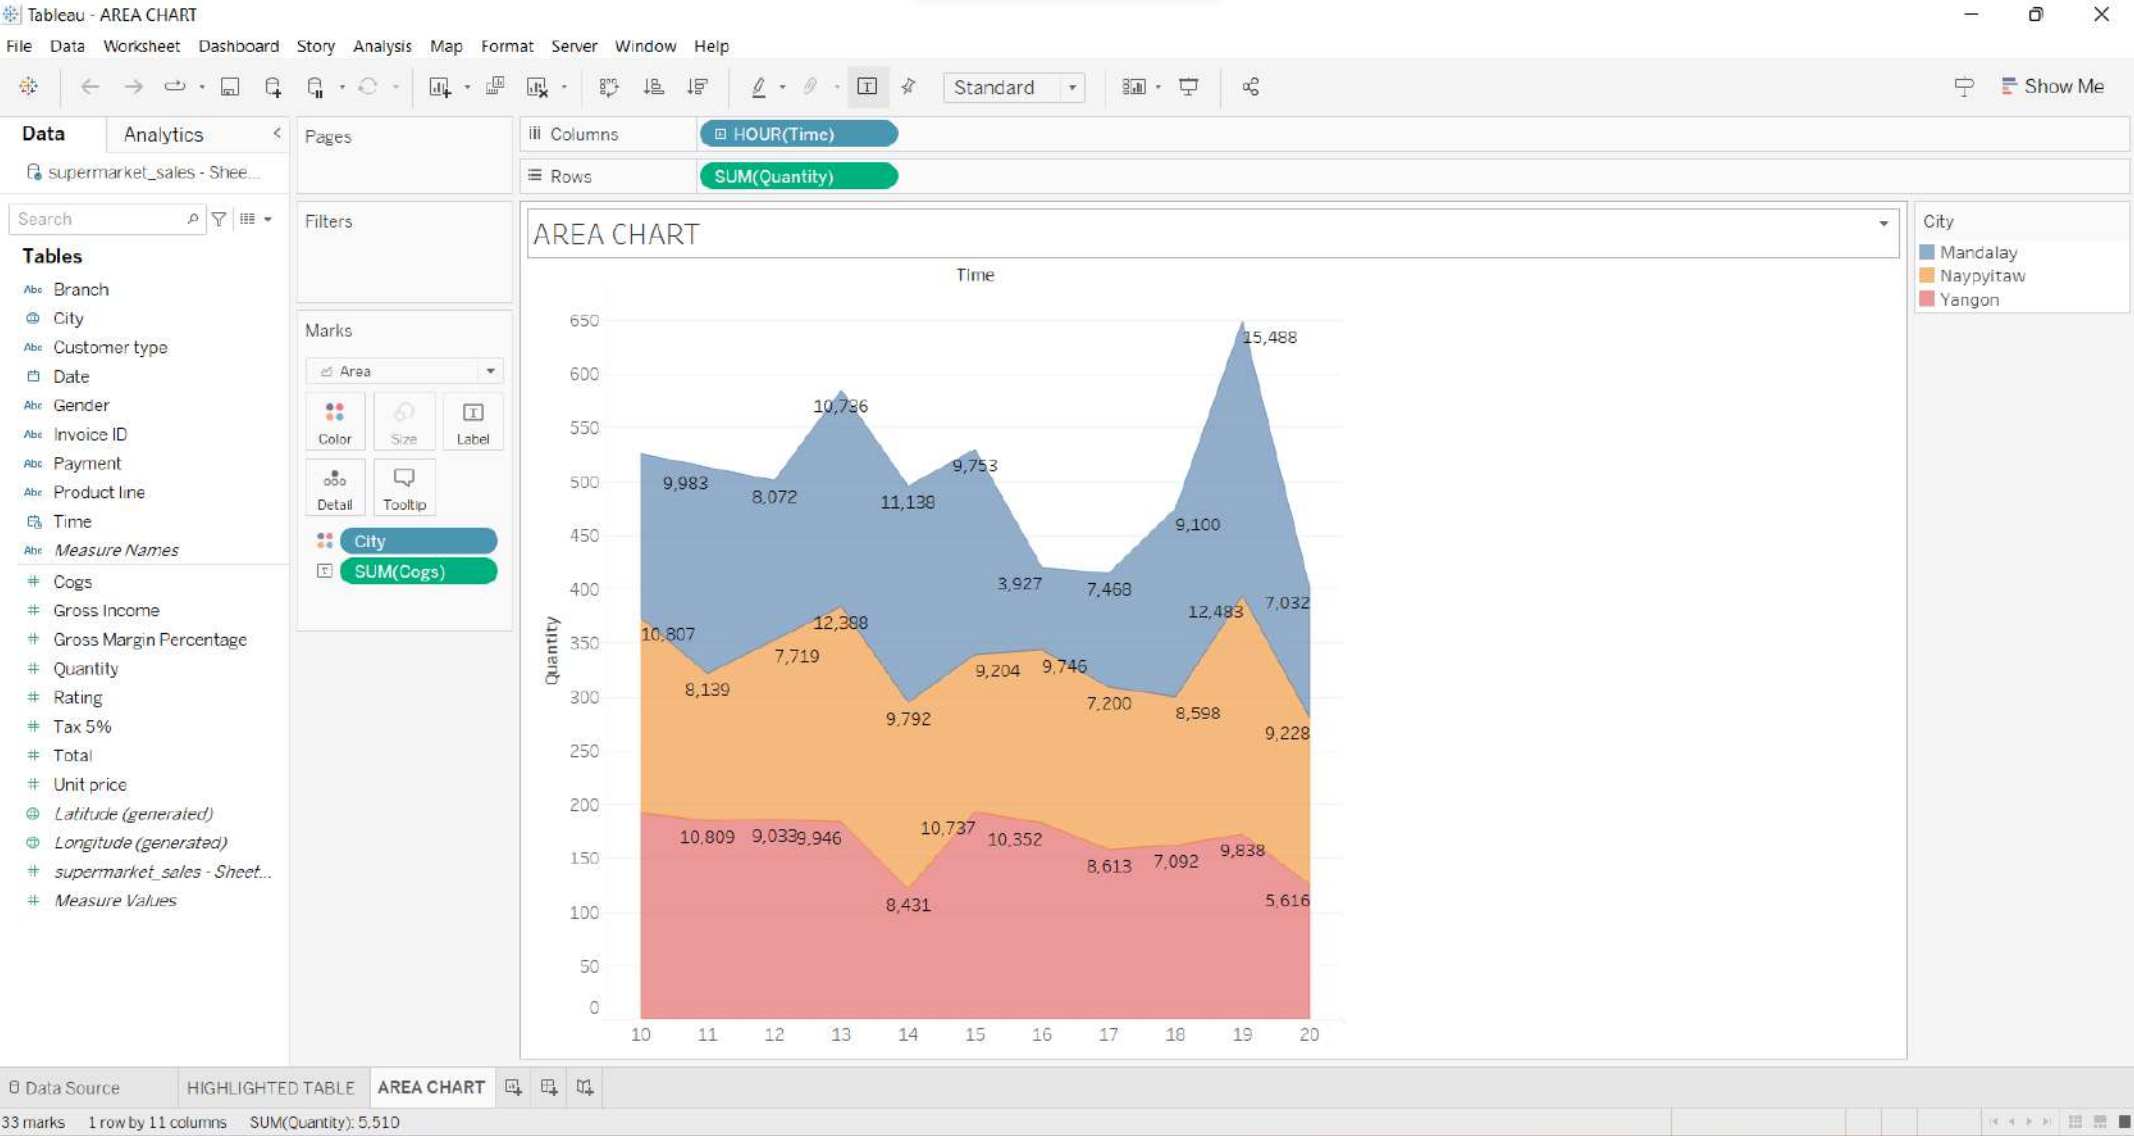 Tableau - AREA CHART
File Data Worksheet Dashboard Story Analysis Map Format Server Window Help
Standard
Show Me
Data Analytics
supermarket_sales - Shee...
Search
Tables
Abc Branch
City
Abc Customer type
Date
Abc Gender
Abc Invoice ID
Abc Payment
Abc Product line
Time
Abc Measure Names
# Cogs
# Gross Income
# Gross Margin Percentage
# Quantity
# Rating
# Tax 5%
# Total
# Unit price
Latitude (generated)
Longitude (generated)
# supermarket_sales - Sheet...
# Measure Values
Pages
Filters
Marks
Area
Color Size Label
Detail Tooltip
City
SUM(Cogs)
Columns HOUR(Time)
Rows SUM(Quantity)
AREA CHART
Time
Quantity
650
600
550
500
450
400
350
300
250
200
150
100
50
0
15,488
10,736
9,753
9,983
8,072
11,138
9,100
3,927
7,468
7,032
12,483
12,388
10,807
7,719
9,204
9,746
8,139
7,200
8,598
9,792
9,228
10,737
10,809
9,033
9,946
10,352
9,838
7,092
8,613
5,616
8,431
10 11 12 13 14 15 16 17 18 19 20
City
Mandalay
Naypyitaw
Yangon
Data Source HIGHLIGHTED TABLE AREA CHART
33 marks 1 row by 11 columns SUM(Quantity): 5,510